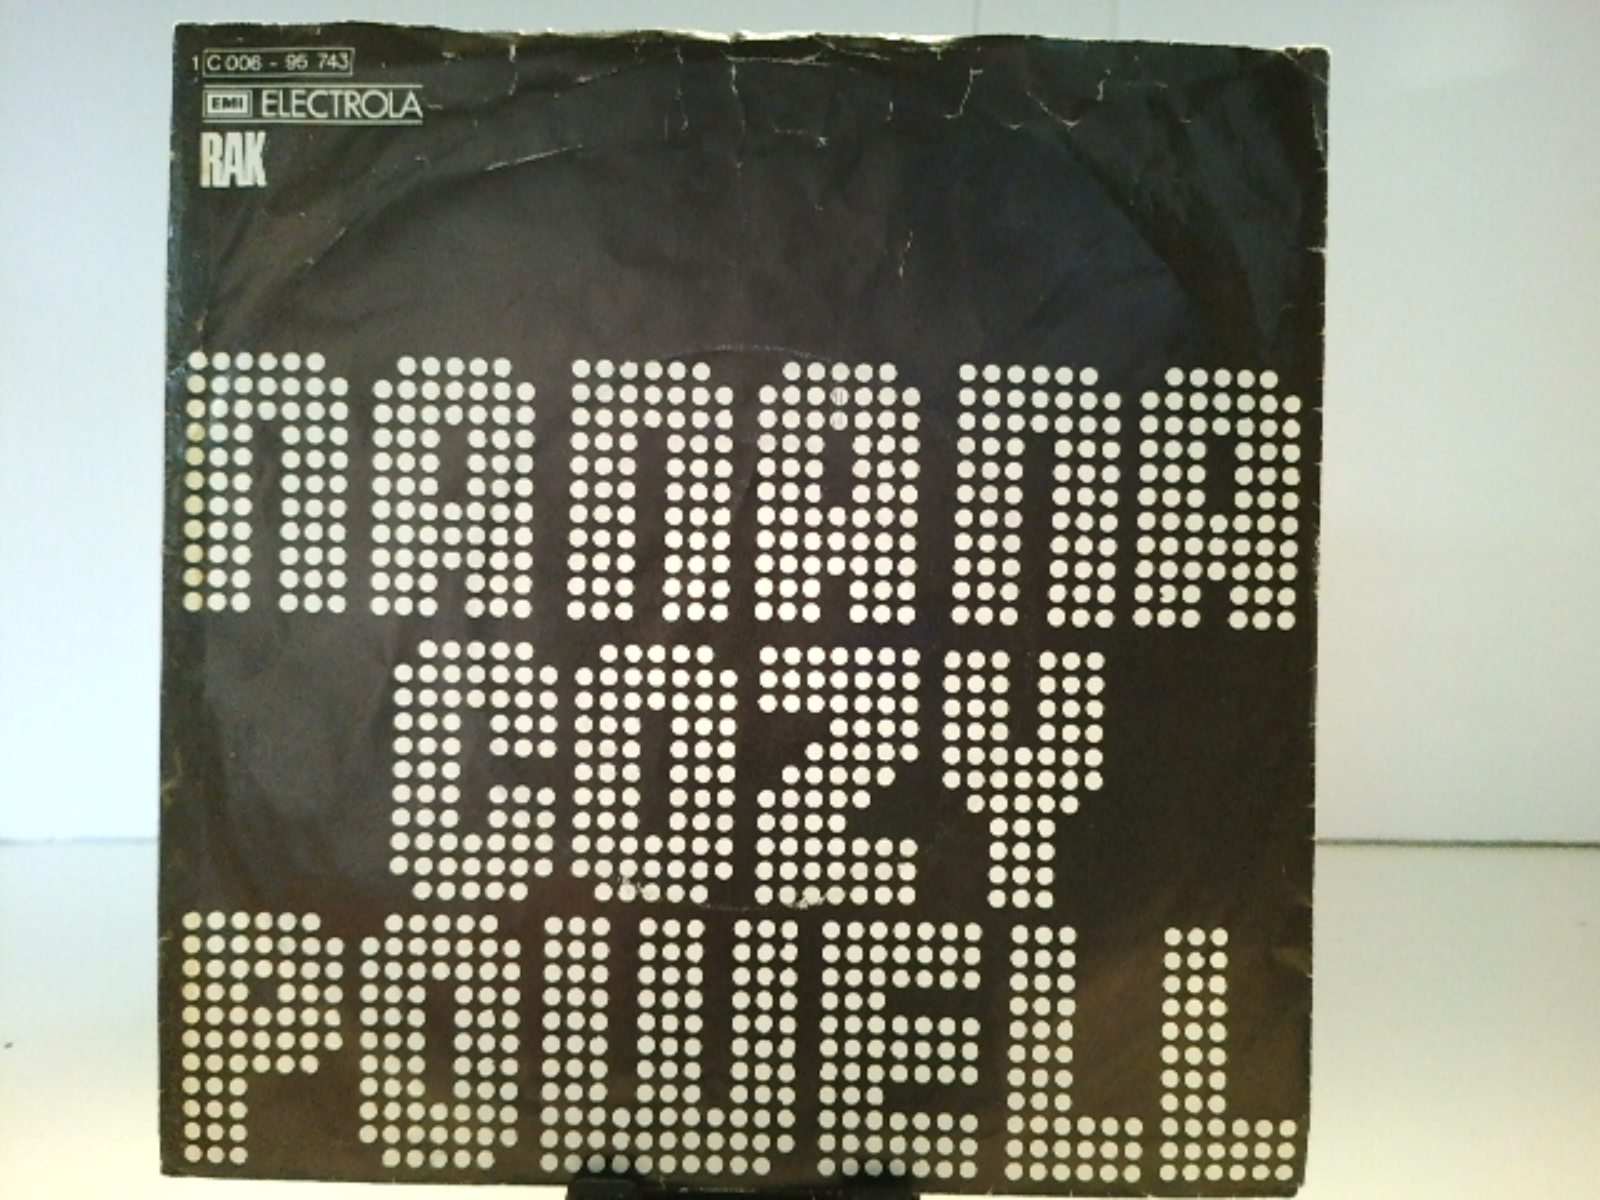 1 C 006 - 95 743
EMI ELECTROLA
RAK
NANANA
COZY
POWELL